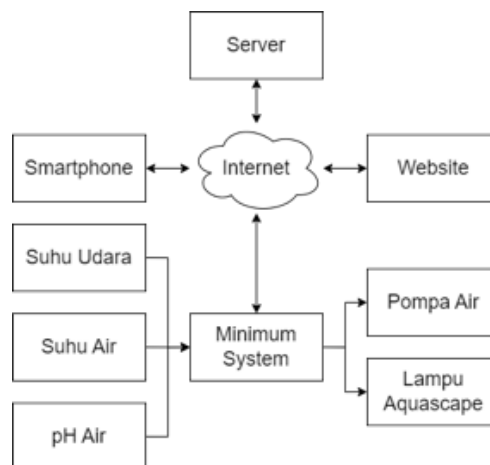 Server
Smartphone
Internet
Website
Suhu Udara
Suhu Air
pH Air
Minimum
System
Pompa Air
Lampu
Aquascape